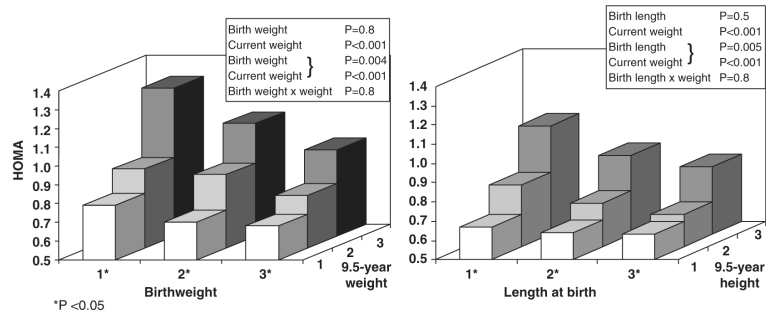 Birth weight P=0.8
Current weight P<0.001
Birth weight } P=0.004
Current weight P<0.001
Birth weight x weight P=0.8
HOMA
1.4
1.3
1.2
1.1
1.0
0.9
0.8
0.7
0.6
0.5
1* 2* 3*
Birthweight
1 2 3
9.5-year
weight
*P <0.05
Birth length P=0.5
Current weight P<0.001
Birth length } P=0.005
Current weight P<0.001
Birth length x weight P=0.8
1.4
1.3
1.2
1.1
1.0
0.9
0.8
0.7
0.6
0.5
1* 2* 3*
Length at birth
1 2 3
9.5-year
height